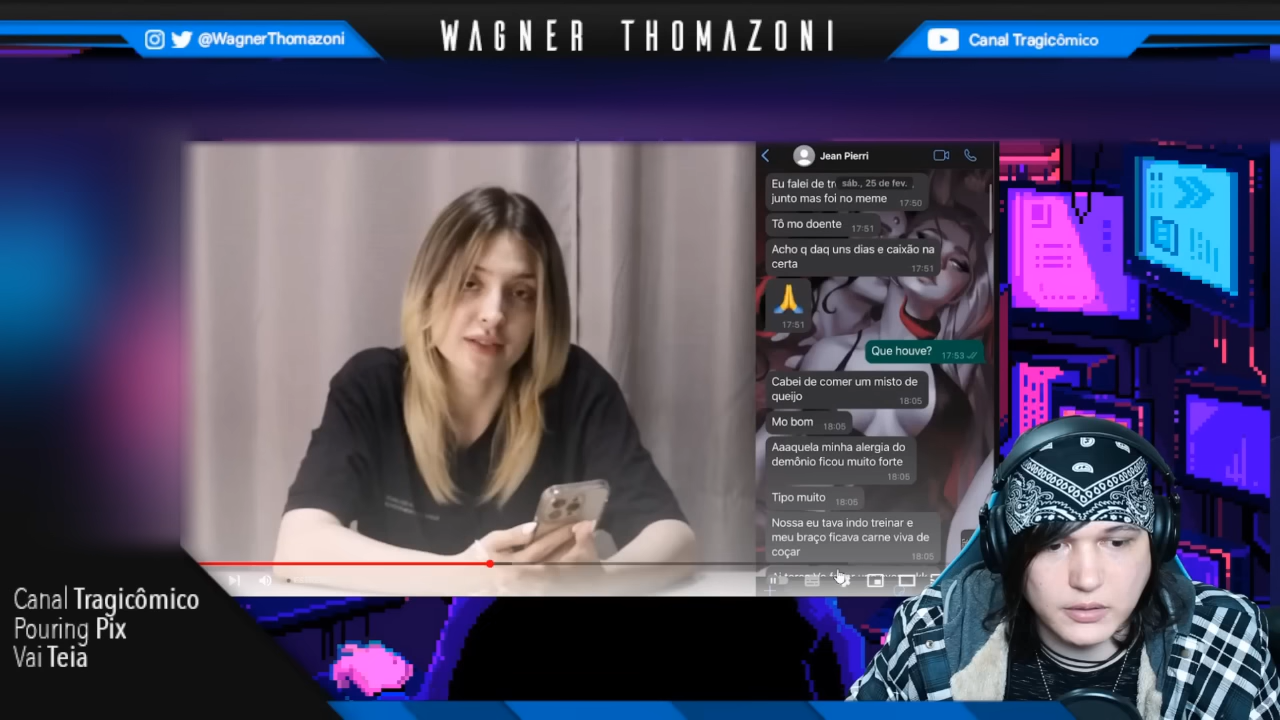 @WagnerThomazoni
WAGNER THOMAZONI
Canal Tragicômico
Jean Pierri
sáb., 25 de fev.
Eu falei de
junto mas foi no meme 17:50
Tô mo doente 17:51
Acho q daq uns dias e caixão na
certa
17:51
17:51
Que houve? 17:53
Cabei de comer um misto de
queijo
18:05
Mo bom 18:05
Aaaquela minha alergia do
demônio ficou muito forte
18:05
Tipo muito 18:05
Nossa eu tava indo treinar e
meu braço ficava carne viva de
coçar
18:05
Canal Tragicômico
Pouring Pix
Vai Teia